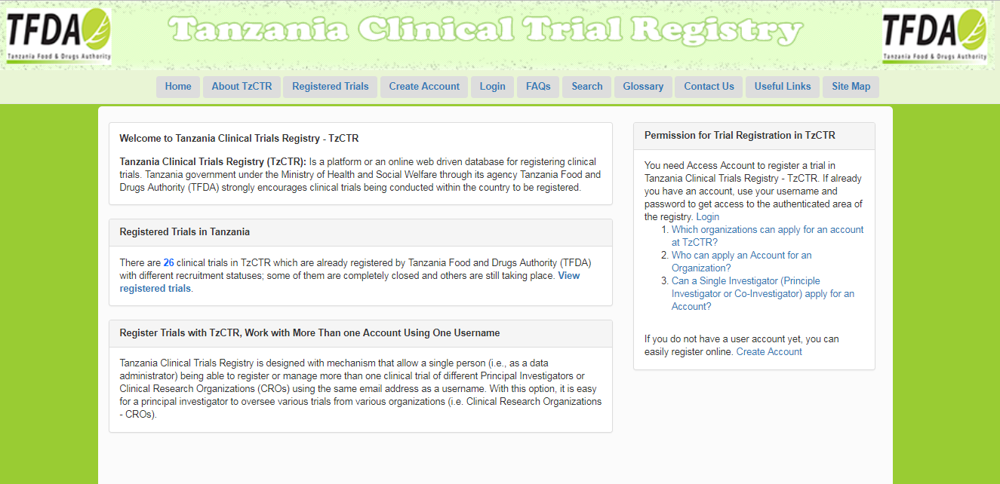 TFDA
Tanzania Food & Drugs Authority
Tanzania Clinical Trial Registry
TFDA
Tanzania Food & Drugs Authority
Home
About TzCTR
Registered Trials
Create Account
Login
FAQs
Search
Glossary
Contact Us
Useful Links
Site Map
Welcome to Tanzania Clinical Trials Registry - TzCTR
Tanzania Clinical Trials Registry (TzCTR): Is a platform or an online web driven database for registering clinical
trials. Tanzania government under the Ministry of Health and Social Welfare through its agency Tanzania Food and
Drugs Authority (TFDA) strongly encourages clinical trials being conducted within the country to be registered.
Registered Trials in Tanzania
There are 26 clinical trials in TzCTR which are already registered by Tanzania Food and Drugs Authority (TFDA)
with different recruitment statuses; some of them are completely closed and others are still taking place. View
registered trials.
Register Trials with TzCTR, Work with More Than one Account Using One Username
Tanzania Clinical Trials Registry is designed with mechanism that allow a single person (i.e., as a data
administrator) being able to register or manage more than one clinical trial of different Principal Investigators or
Clinical Research Organizations (CROs) using the same email address as a username. With this option, it is easy
for a principal investigator to oversee various trials from various organizations (i.e. Clinical Research Organizations
- CROs).
Permission for Trial Registration in TzCTR
You need Access Account to register a trial in
Tanzania Clinical Trials Registry - TzCTR. If already
you have an account, use your username and
password to get access to the authenticated area of
the registry. Login
1. Which organizations can apply for an account
at TzCTR?
2. Who can apply an Account for an
Organization?
3. Can a Single Investigator (Principle
Investigator or Co-Investigator) apply for an
Account?
If you do not have a user account yet, you can
easily register online. Create Account